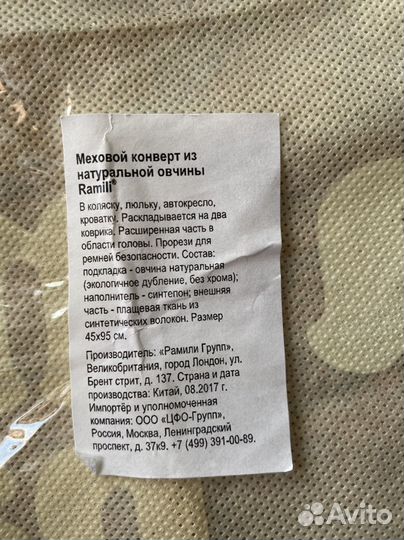 Меховой конверт из
натуральной овчины
Ramili®
В коляску, люльку, автокресло,
кроватку. Раскладывается на два
коврика. Расширенная часть в
области головы. Прорези для
ремней безопасности. Состав:
подкладка - овчина натуральная
(экологичное дубление, без хрома);
наполнитель - синтепон; внешняя
часть - плащевая ткань из
синтетических волокон. Размер
45х95 см.
Производитель: «Рамили Групп»,
Великобритания, город Лондон, ул.
Брент стрит, д. 137. Страна и дата
производства: Китай, 08.2017 г.
Импортёр и уполномоченная
компания: ООО «ЦФО-Групп»,
Россия, Москва, Ленинградский
проспект, д. 37к9. +7 (499) 391-00-89.
Avito